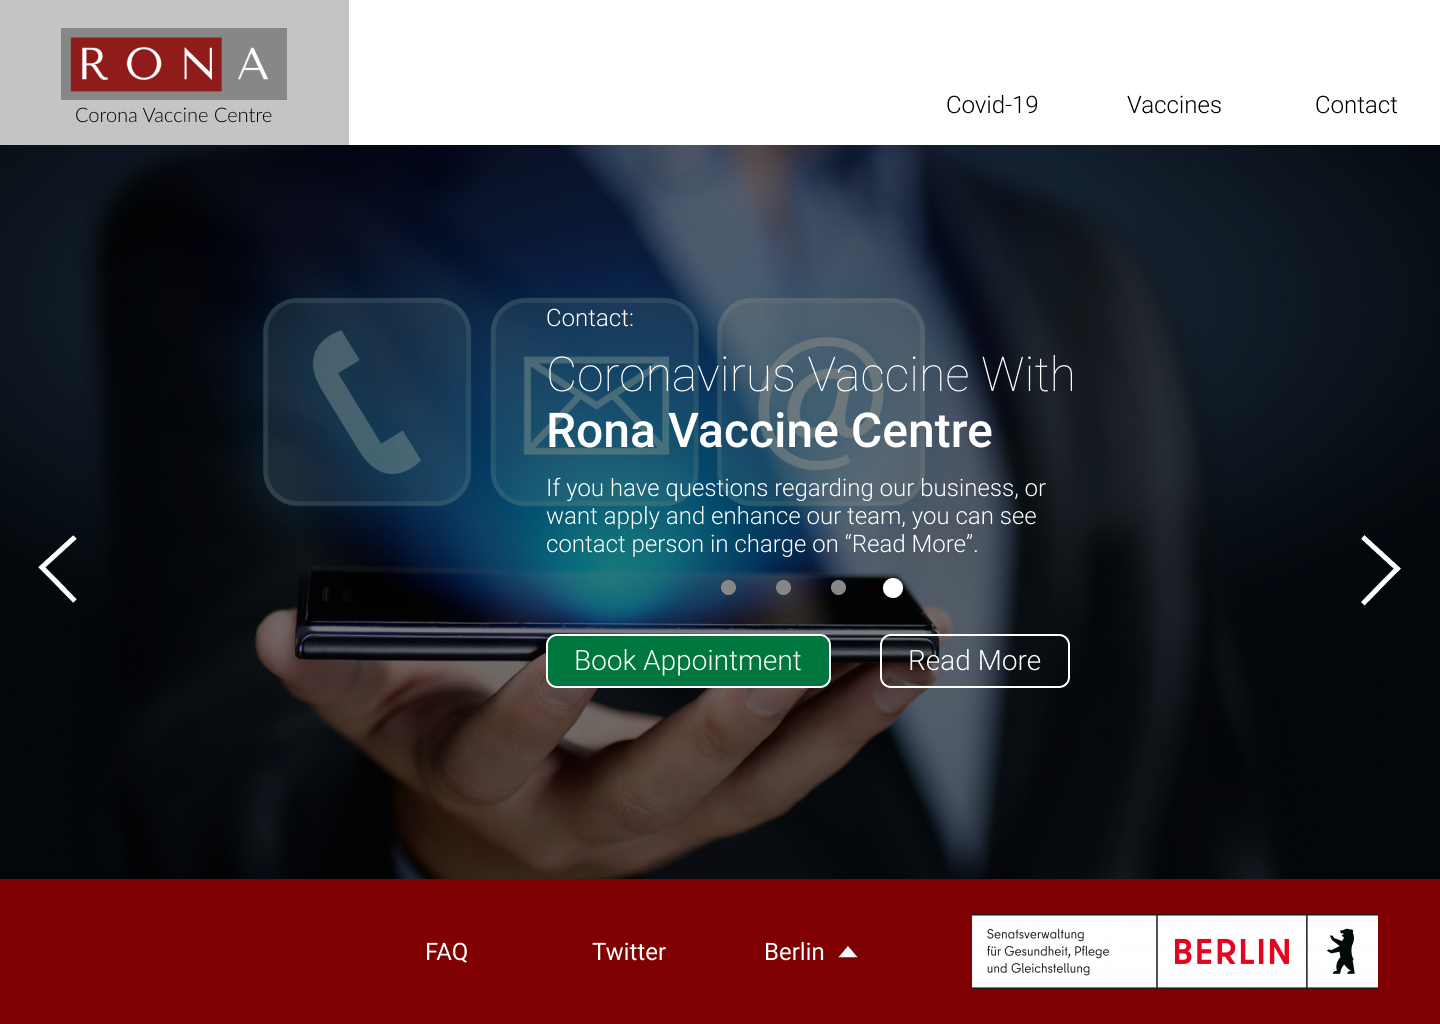 RONA
Corona Vaccine Centre
Covid-19
Vaccines
Contact
Contact:
Coronavirus Vaccine With
Rona Vaccine Centre
If you have questions regarding our business, or
want apply and enhance our team, you can see
contact person in charge on “Read More”.
@
Book Appointment
Read More
FAQ
Twitter
Berlin
Senatsverwaltung
für Gesundheit, Pflege
und Gleichstellung
BERLIN